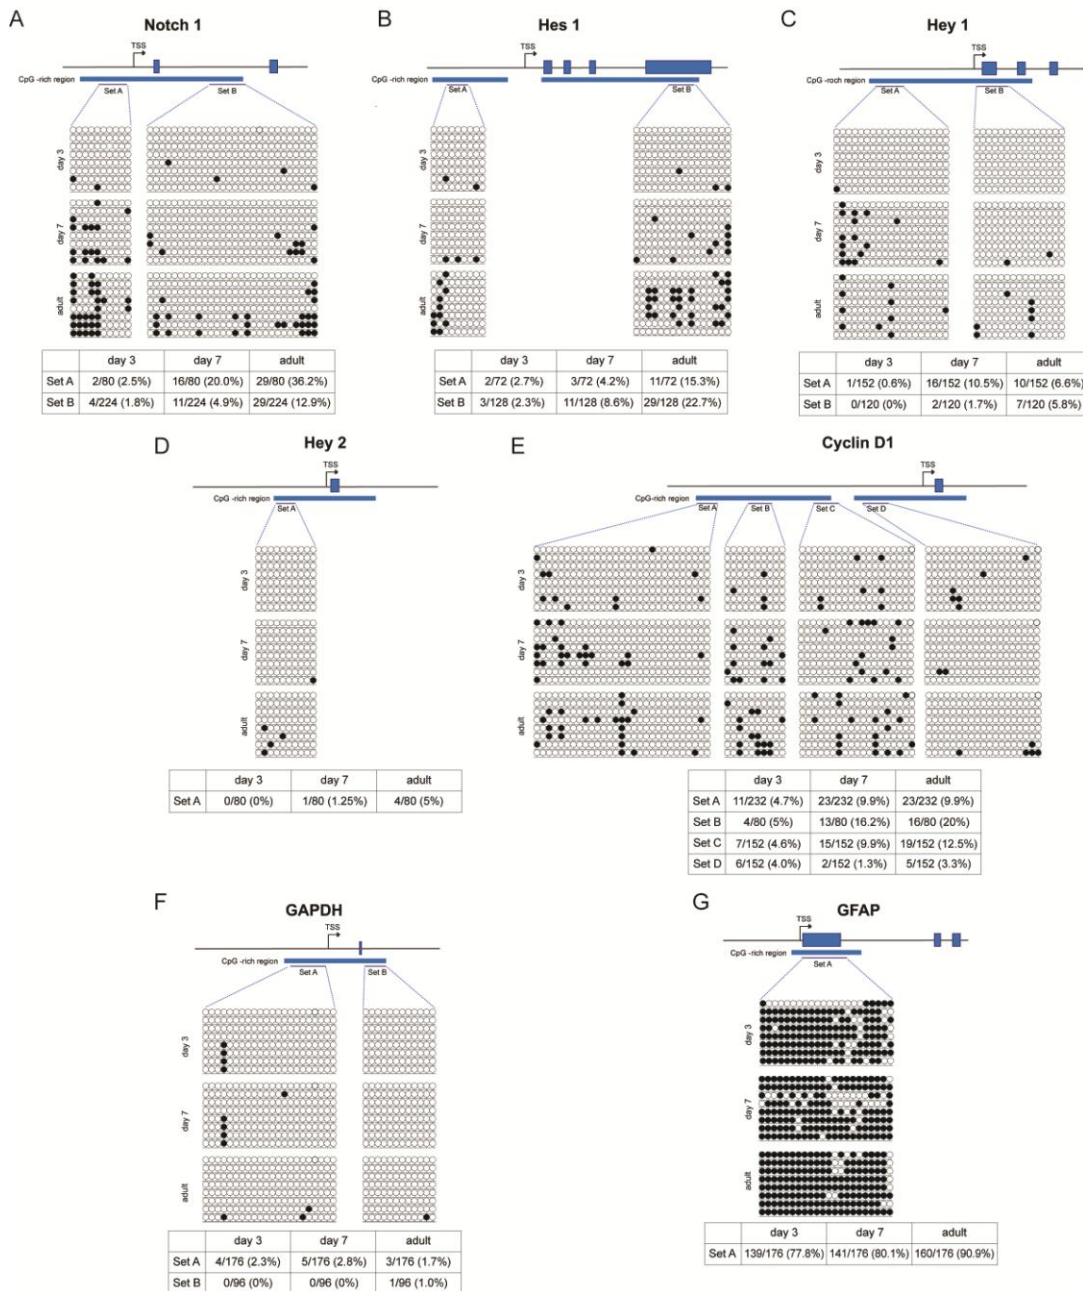 A
Notch 1
TSS
CpG -rich region
Set A
Set B
day 3
day 7
adult
day 3 day 7 adult
Set A 2/80 (2.5%) 16/80 (20.0%) 29/80 (36.2%)
Set B 4/224 (1.8%) 11/224 (4.9%) 29/224 (12.9%)
B
Hes 1
TSS
CpG -rich region
Set A
Set B
day 3
day 7
adult
day 3 day 7 adult
Set A 2/72 (2.7%) 3/72 (4.2%) 11/72 (15.3%)
Set B 3/128 (2.3%) 11/128 (8.6%) 29/128 (22.7%)
C
Hey 1
TSS
CpG -roch region
Set A
Set B
day 3
day 7
adult
day 3 day 7 adult
Set A 1/152 (0.6%) 16/152 (10.5%) 10/152 (6.6%)
Set B 0/120 (0%) 2/120 (1.7%) 7/120 (5.8%)
D
Hey 2
TSS
CpG -rich region
Set A
day 3
day 7
adult
day 3 day 7 adult
Set A 0/80 (0%) 1/80 (1.25%) 4/80 (5%)
E
Cyclin D1
TSS
CpG-rich region
Set A
Set B
Set C
Set D
day 3
day 7
adult
day 3 day 7 adult
Set A 11/232 (4.7%) 23/232 (9.9%) 23/232 (9.9%)
Set B 4/80 (5%) 13/80 (16.2%) 16/80 (20%)
Set C 7/152 (4.6%) 15/152 (9.9%) 19/152 (12.5%)
Set D 6/152 (4.0%) 2/152 (1.3%) 5/152 (3.3%)
F
GAPDH
TSS
CpG -rich region
Set A
Set B
day 3
day 7
adult
day 3 day 7 adult
Set A 4/176 (2.3%) 5/176 (2.8%) 3/176 (1.7%)
Set B 0/96 (0%) 0/96 (0%) 1/96 (1.0%)
G
GFAP
TSS
CpG -rich region
Set A
day 3
day 7
adult
day 3 day 7 adult
Set A 139/176 (77.8%) 141/176 (80.1%) 160/176 (90.9%)